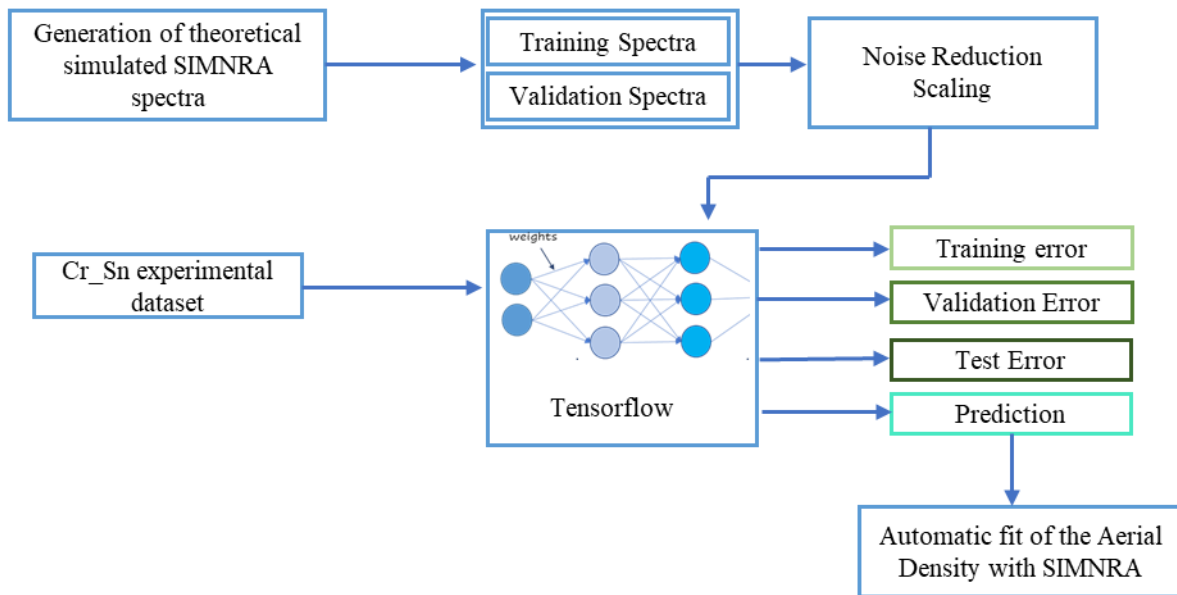 Generation of theoretical
simulated SIMNRA
spectra
Training Spectra
Validation Spectra
Noise Reduction
Scaling
Cr_Sn experimental
dataset
weights
Tensorflow
Training error
Validation Error
Test Error
Prediction
Automatic fit of the Aerial
Density with SIMNRA